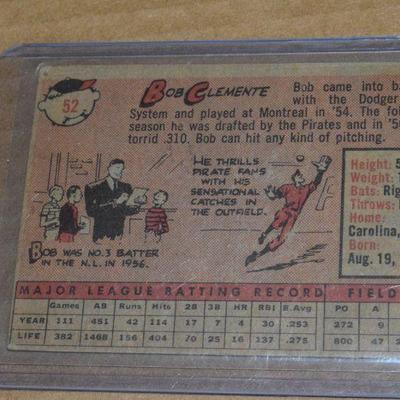 52
BOB CLEMENTE
Bob came into ba
with the Dodger
System and played at Montreal in '54. The fol
season he was drafted by the Pirates and in '5
torrid .310. Bob can hit any kind of pitching.
HE THRILLS
PIRATE FANS
WITH HIS
SENSATIONAL
CATCHES IN
THE OUTFIELD.
BOB WAS NO.3 BATTER
IN THE N.L. IN 1956.
Height: 5
Weight: 1
Bats: Rig
Throws:
Home:
Carolina,
Born:
Aug. 19,
MAJOR LEAGUE BATTING RECORD FIELD
Games AB Runs Hits 2B 3B HR RBI B.Avg PO A
YEAR 111 451 42 114 17 7 4 30 .253 272 9
LIFE 382 1468 156 404 70 25 16 137 .275 800 47